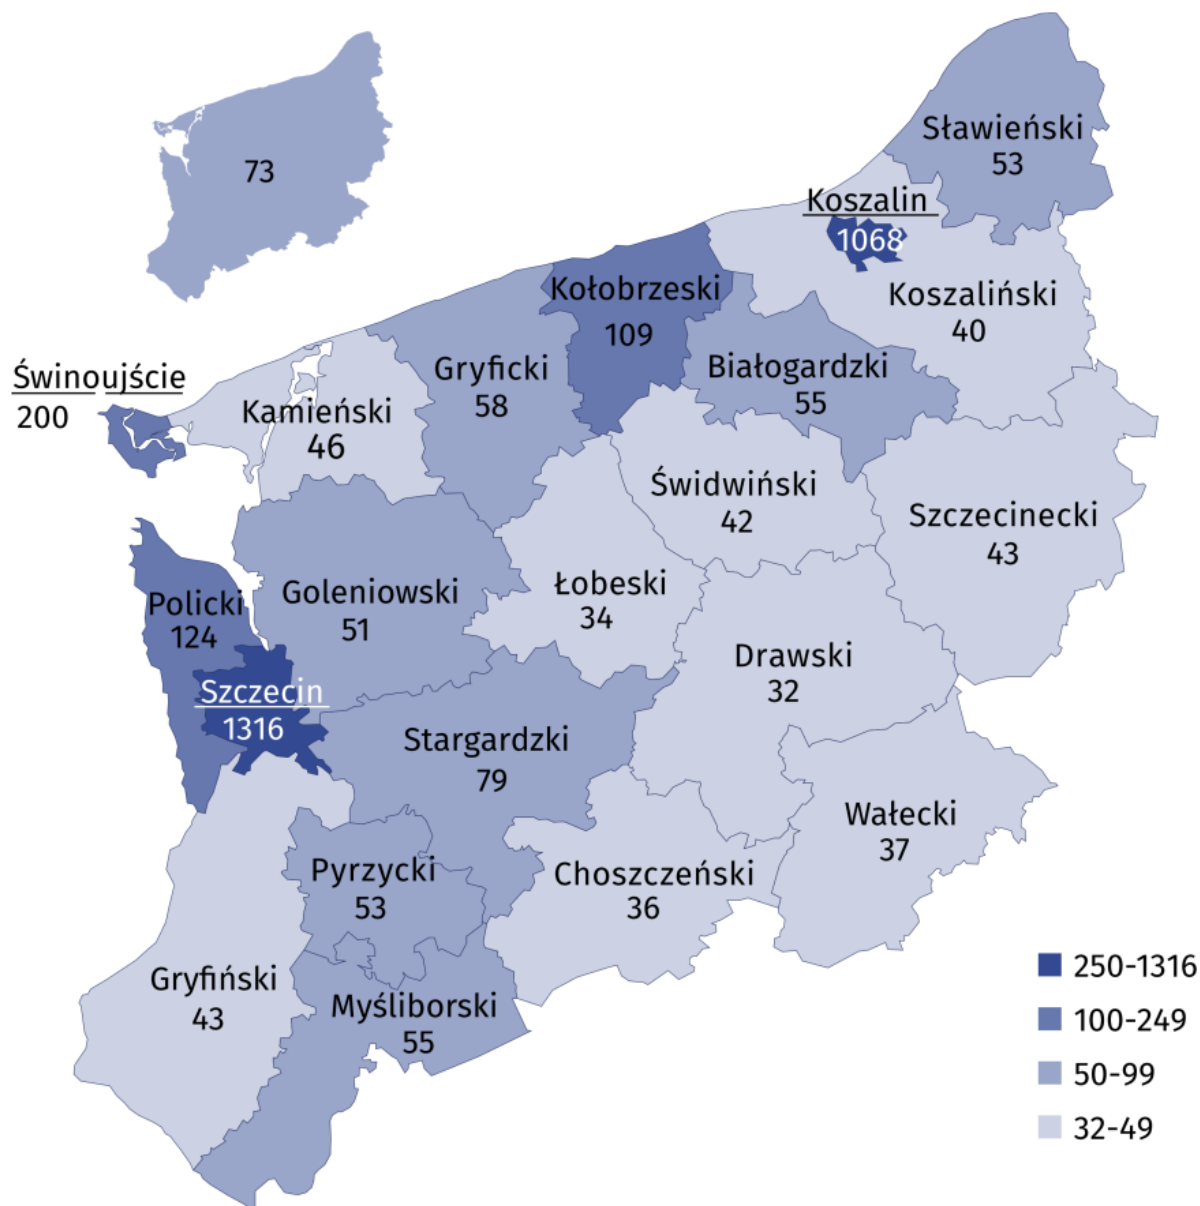 73
Sławieński
53
Koszalin
1068
Koszaliński
40
Kołobrzeski
109
Białogardzki
55
Gryficki
58
Świnoujście
200
Kamieński
46
Świdwiński
42
Szczecinecki
43
Łobeski
34
Goleniowski
51
Policki
124
Szczecin
1316
Drawski
32
Stargardzki
79
Wałecki
37
Choszczeński
36
Pyrzycki
53
Gryfiński
43
Myśliborski
55
250-1316
100-249
50-99
32-49